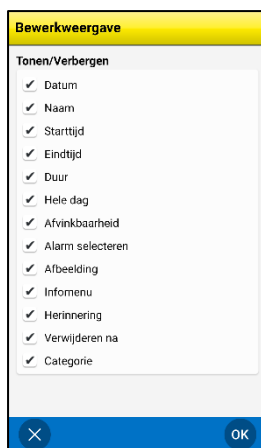 Bewerkweergave
Tonen/Verbergen
Datum
Naam
Starttijd
Eindtijd
Duur
Hele dag
Afvinkbaarheid
Alarm selecteren
Afbeelding
Infomenu
Herinnering
Verwijderen na
Categorie
OK